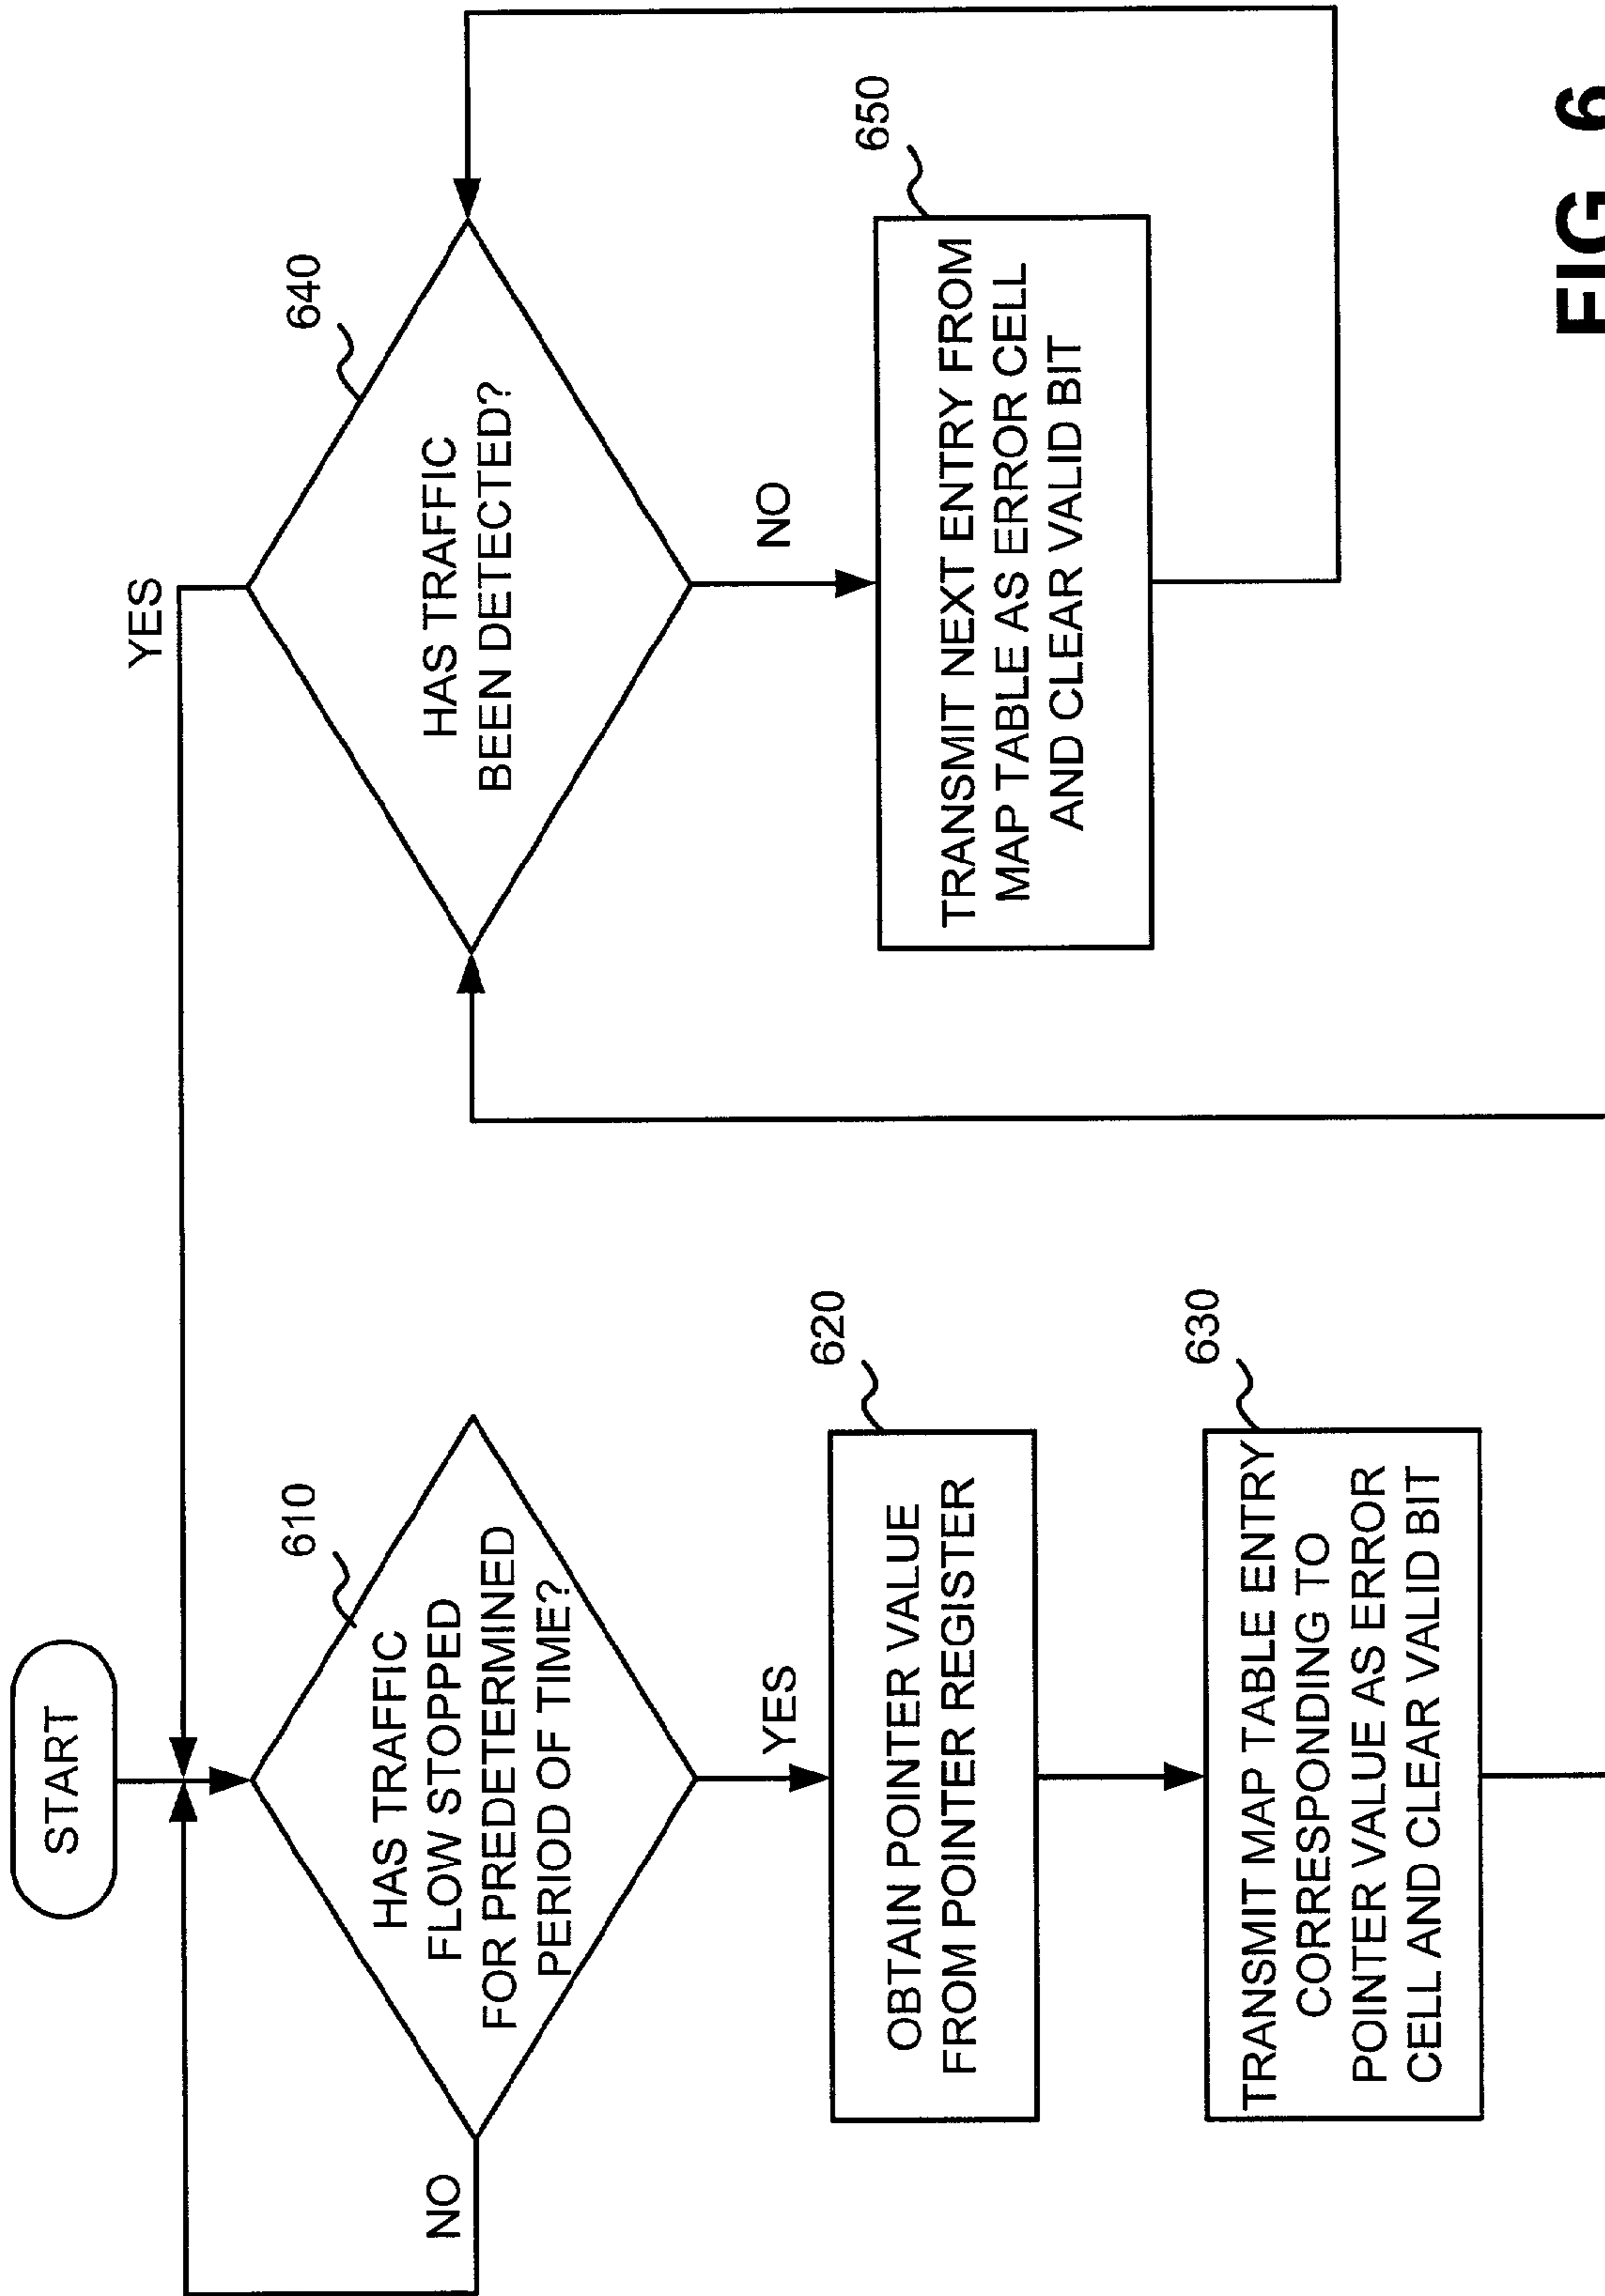 START
610
HAS TRAFFIC
FLOW STOPPED
FOR PREDETERMINED
PERIOD OF TIME?
NO
YES
620
OBTAIN POINTER VALUE
FROM POINTER REGISTER
630
TRANSMIT MAP TABLE ENTRY
CORRESPONDING TO
POINTER VALUE AS ERROR
CELL AND CLEAR VALID BIT
YES
640
HAS TRAFFIC
BEEN DETECTED?
NO
650
TRANSMIT NEXT ENTRY FROM
MAP TABLE AS ERROR CELL
AND CLEAR VALID BIT
FIG 6